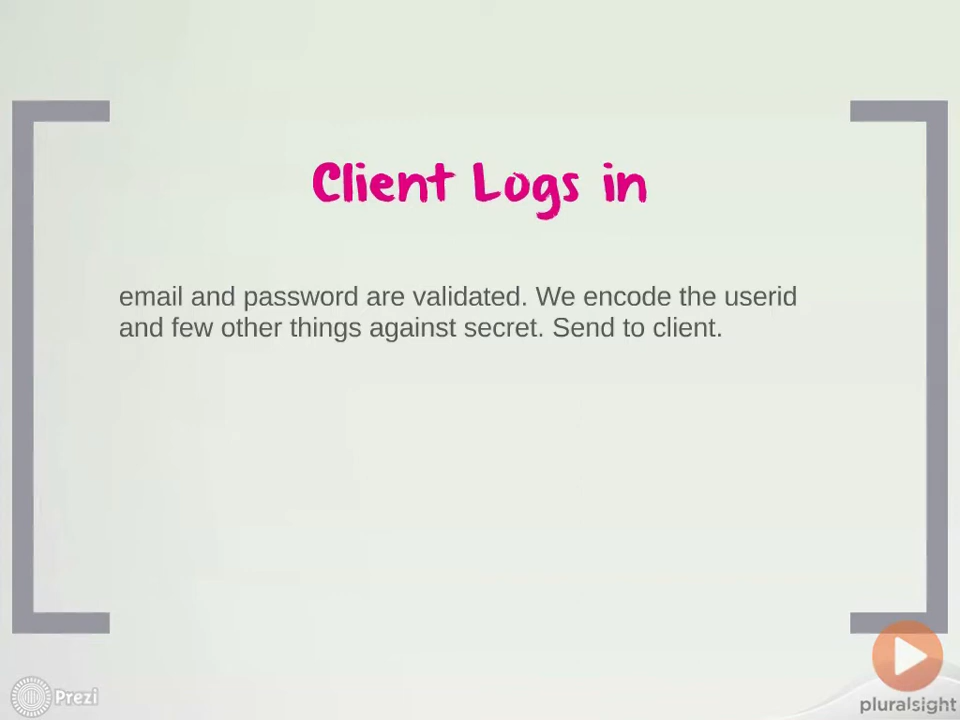 Client Logs in
email and password are validated. We encode the userid
and few other things against secret. Send to client.
Prezi
pluralsight